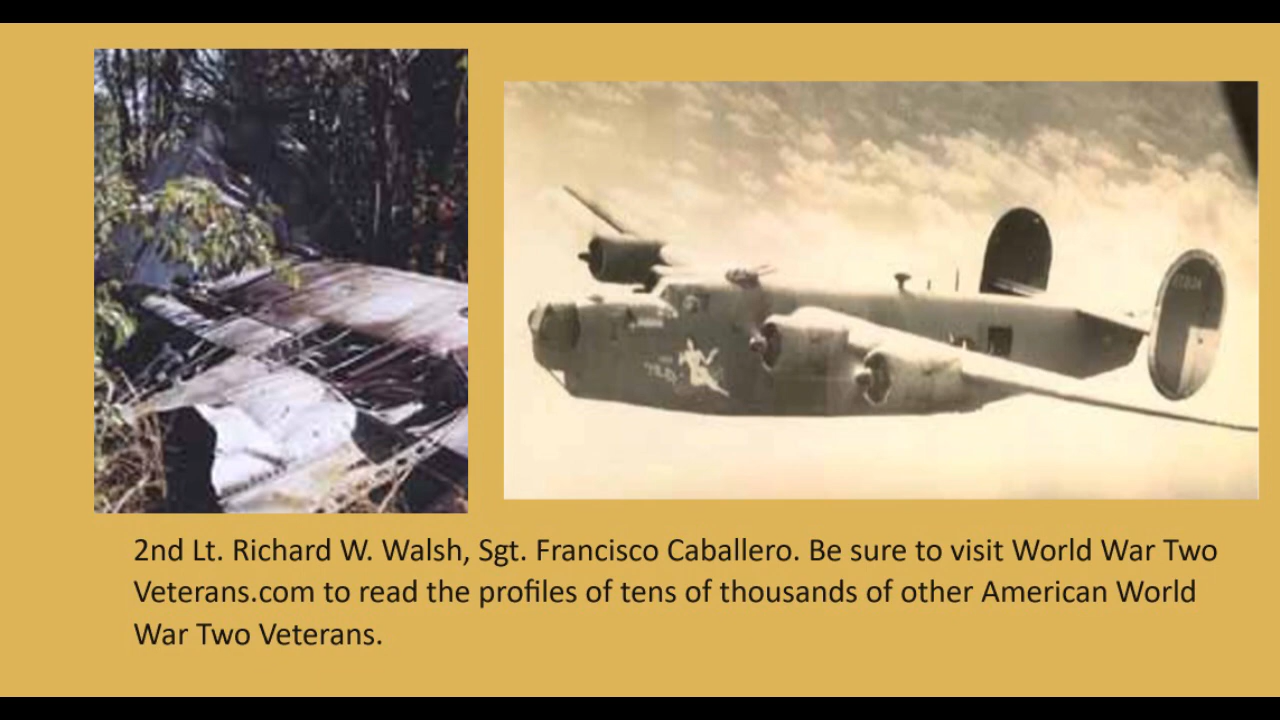 2nd Lt. Richard W. Walsh, Sgt. Francisco Caballero. Be sure to visit World War Two
Veterans.com to read the profiles of tens of thousands of other American World
War Two Veterans.